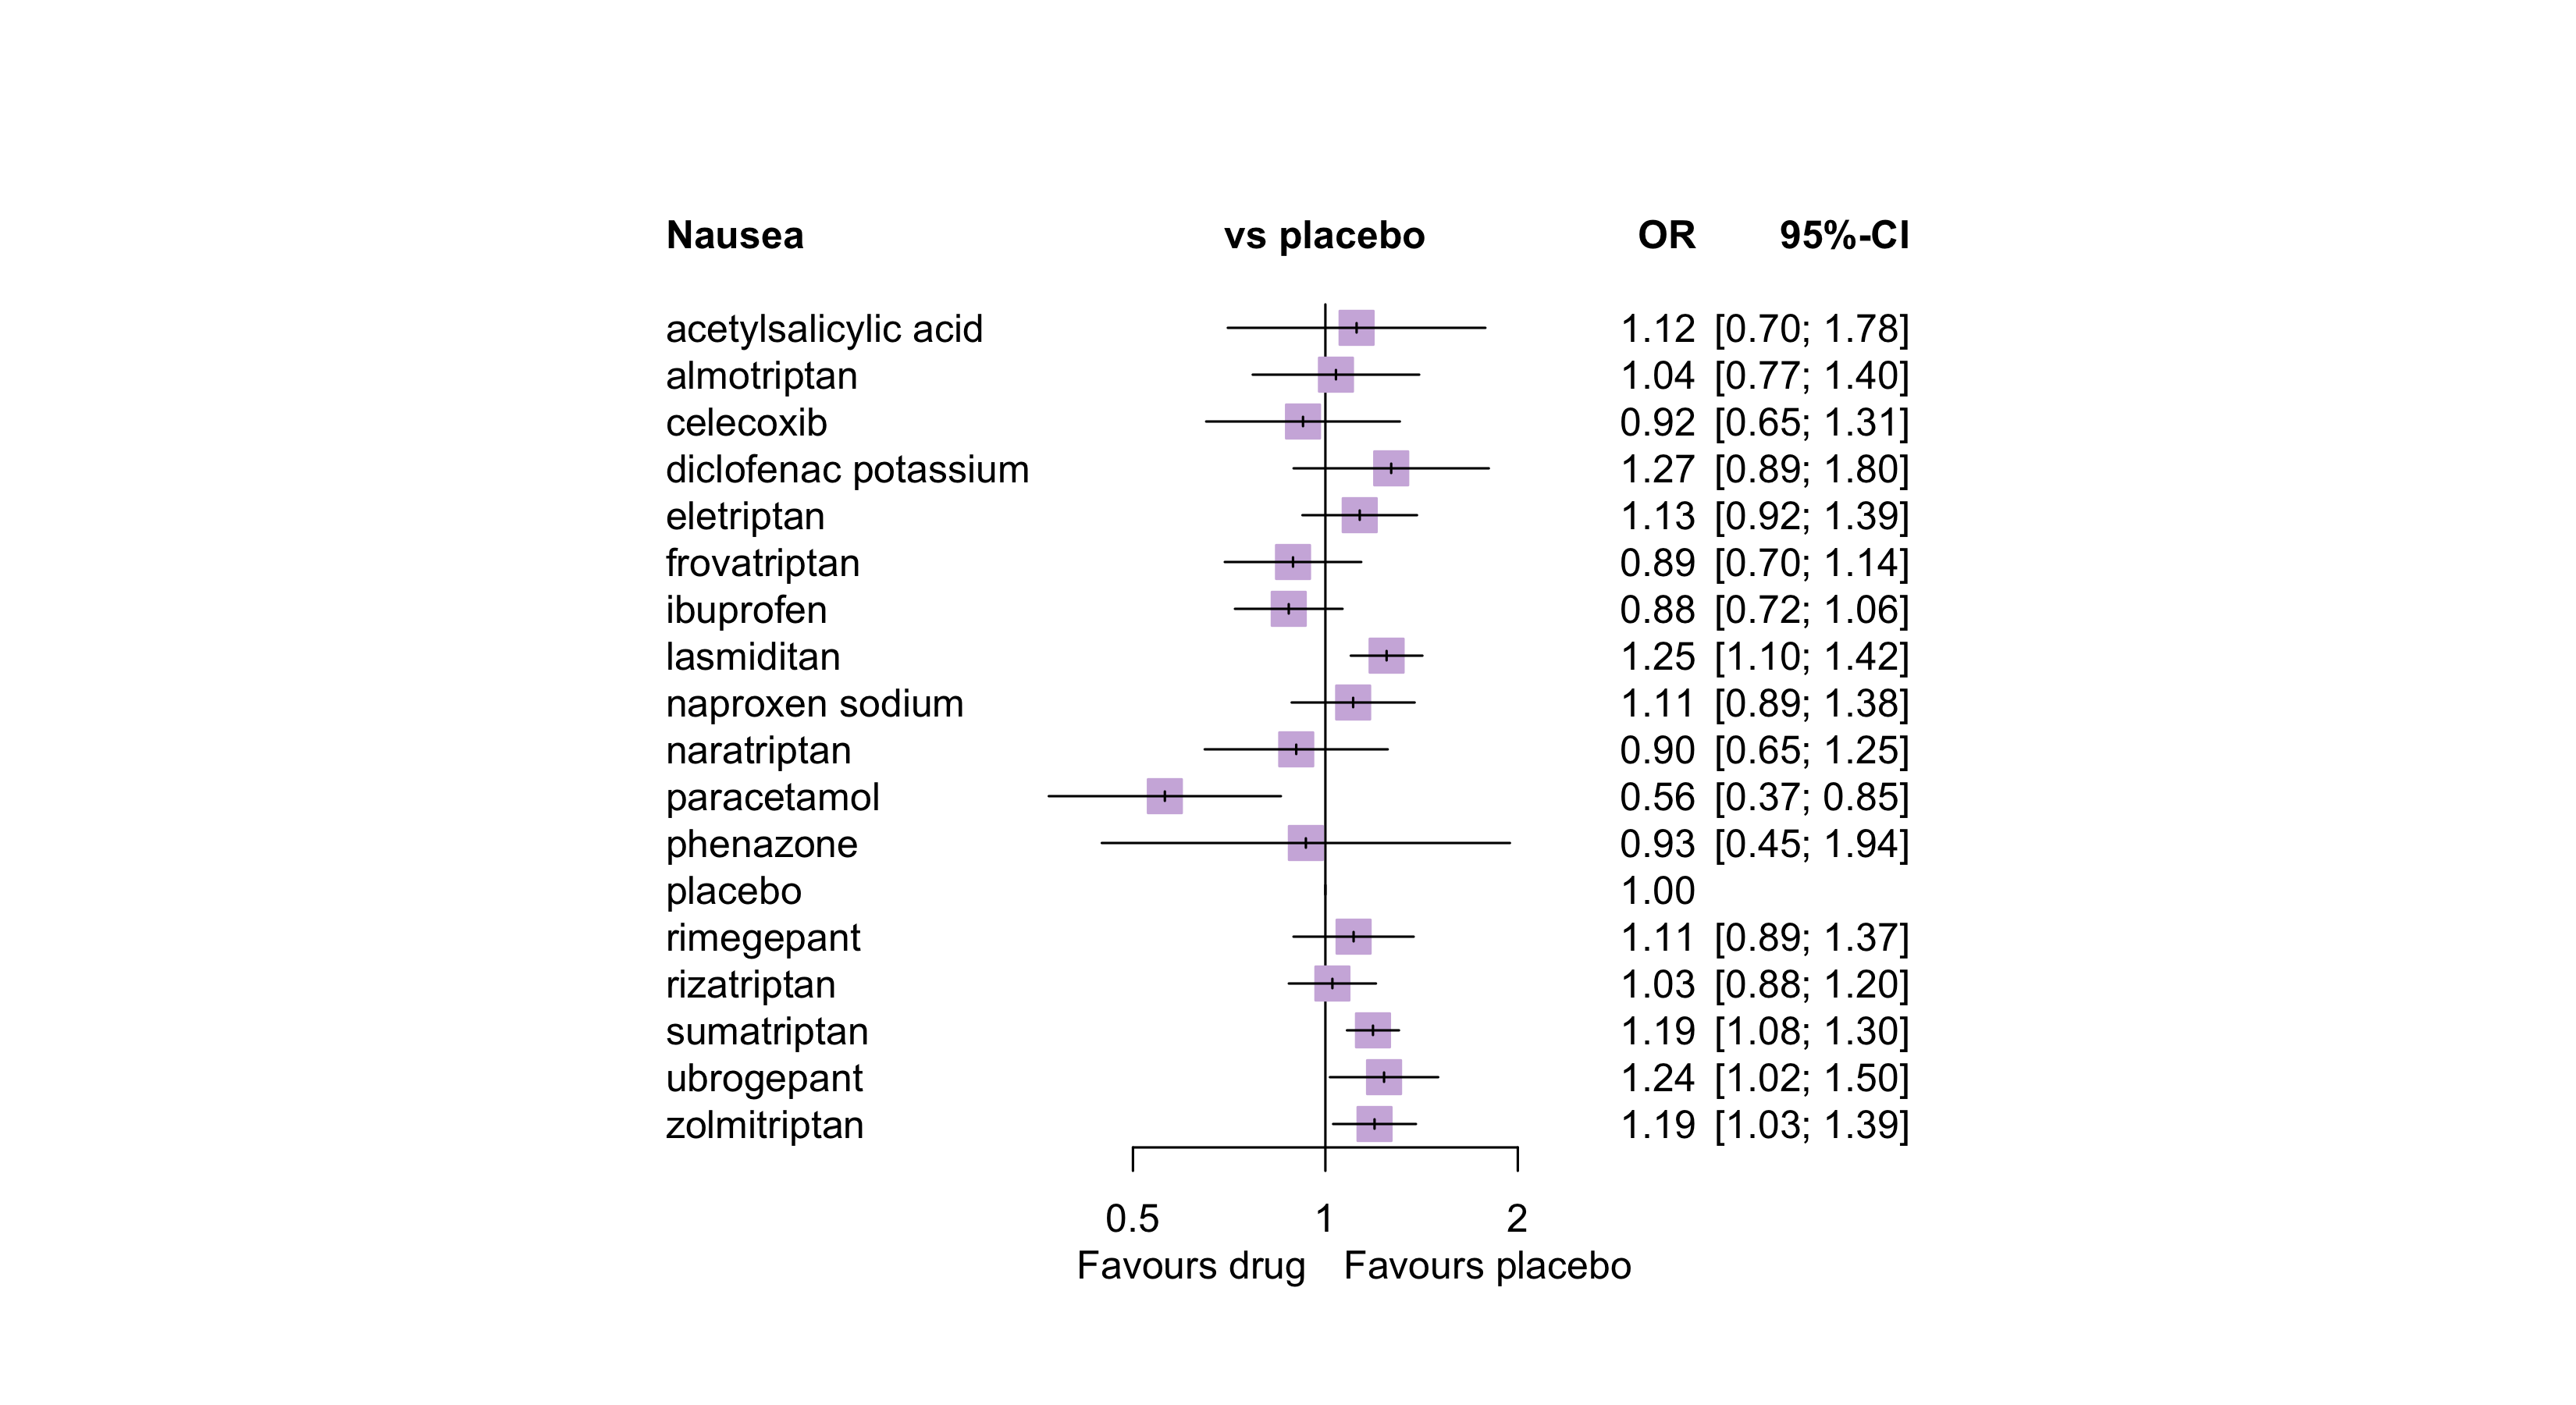 Nausea vs placebo OR 95%-CI
acetylsalicylic acid 1.12 [0.70; 1.78]
almotriptan 1.04 [0.77; 1.40]
celecoxib 0.92 [0.65; 1.31]
diclofenac potassium 1.27 [0.89; 1.80]
eletriptan 1.13 [0.92; 1.39]
frovatriptan 0.89 [0.70; 1.14]
ibuprofen 0.88 [0.72; 1.06]
lasmiditan 1.25 [1.10; 1.42]
naproxen sodium 1.11 [0.89; 1.38]
naratriptan 0.90 [0.65; 1.25]
paracetamol 0.56 [0.37; 0.85]
phenazone 0.93 [0.45; 1.94]
placebo 1.00
rimegepant 1.11 [0.89; 1.37]
rizatriptan 1.03 [0.88; 1.20]
sumatriptan 1.19 [1.08; 1.30]
ubrogepant 1.24 [1.02; 1.50]
zolmitriptan 1.19 [1.03; 1.39]
0.5 1 2
Favours drug Favours placebo